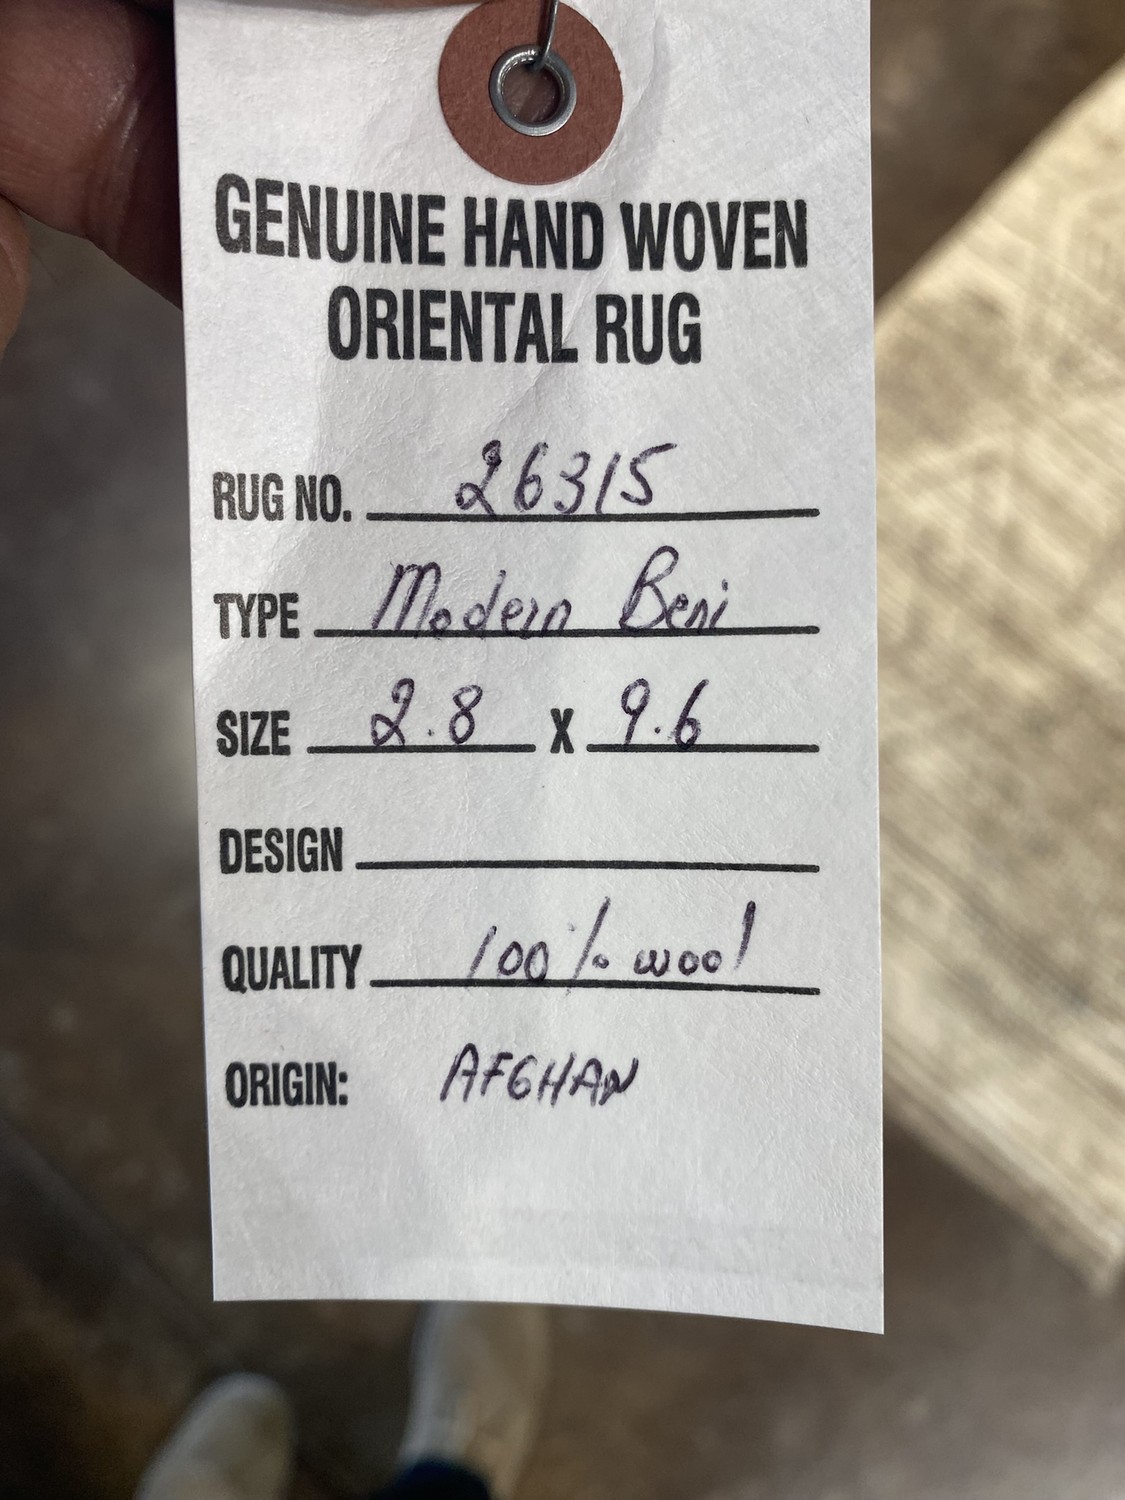 GENUINE HAND WOVEN
ORIENTAL RUG
RUG NO. 26315
TYPE Modern Beni
SIZE 2.8 X 9.6
DESIGN
QUALITY 100% wool
ORIGIN: AFGHAN